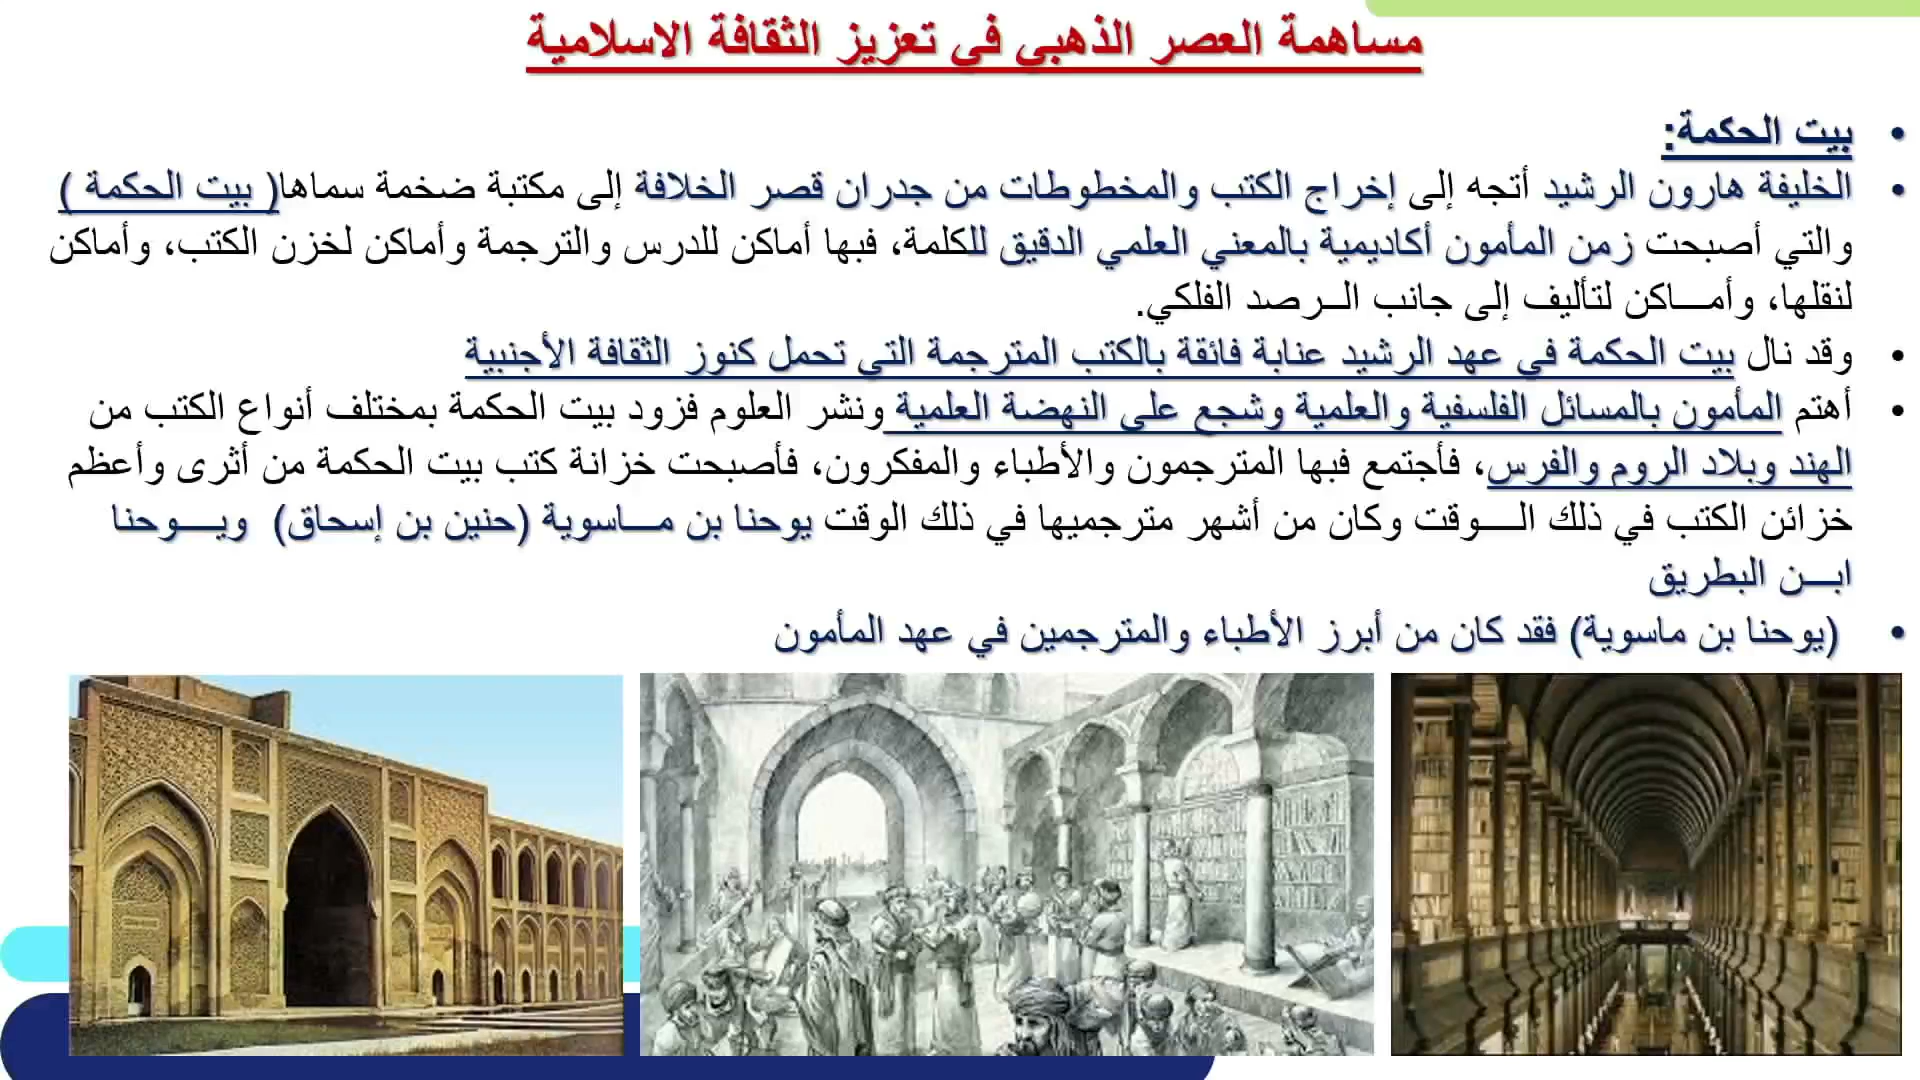 مساهمة العصر الذهبي في تعزيز الثقافة الاسلامية
• بيت الحكمة:
• الخليفة هارون الرشيد أتجه إلى إخراج الكتب والمخطوطات من جدران قصر الخلافة إلى مكتبة ضخمة سماها( بيت الحكمة )
والتي أصبحت زمن المأمون أكاديمية بالمعني العلمي الدقيق للكلمة، فبها أماكن للدرس والترجمة وأماكن لخزن الكتب، وأماكن
لنقلها، وأمـــاكن لتأليف إلى جانب الــرصد الفلكي.
• وقد نال بيت الحكمة في عهد الرشيد عنابة فائقة بالكتب المترجمة التي تحمل كنوز الثقافة الأجنبية
• أهتم المأمون بالمسائل الفلسفية والعلمية وشجع على النهضة العلمية ونشر العلوم فزود بيت الحكمة بمختلف أنواع الكتب من
الهند وبلاد الروم والفرس، فأجتمع فبها المترجمون والأطباء والمفكرون، فأصبحت خزانة كتب بيت الحكمة من أثرى وأعظم
خزائن الكتب في ذلك الـــوقت وكان من أشهر مترجميها في ذلك الوقت يوحنا بن مـــاسوية (حنين بن إسحاق) ويـــوحنا
ابـــن البطريق
• (يوحنا بن ماسوية) فقد كان من أبرز الأطباء والمترجمين في عهد المأمون